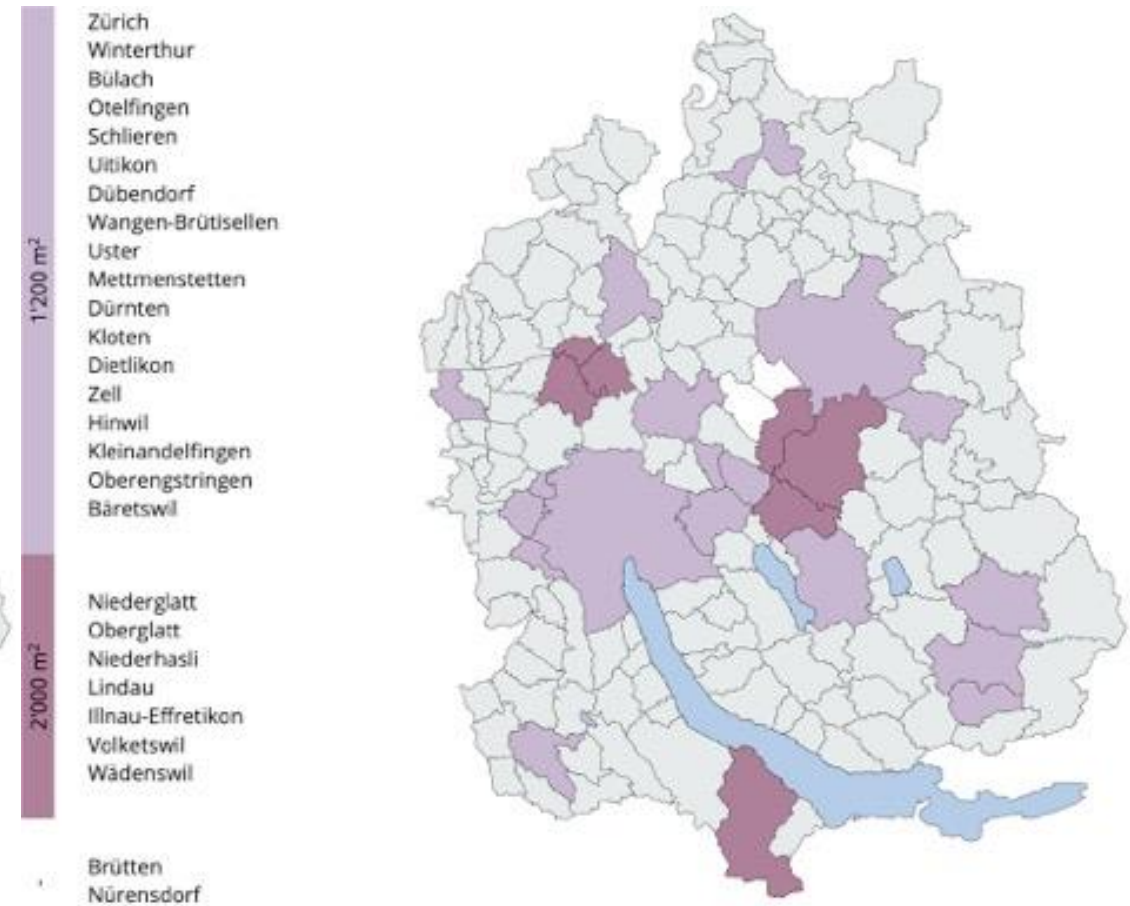 1'200 m²
Zürich
Winterthur
Bülach
Otelfingen
Schlieren
Uitikon
Dübendorf
Wangen-Brütisellen
Uster
Mettmenstetten
Dürnten
Kloten
Dietlikon
Zell
Hinwil
Kleinandelfingen
Oberengstringen
Bäretswil
2'000 m²
Niederglatt
Oberglatt
Niederhasli
Lindau
Illnau-Effretikon
Volketswil
Wädenswil
Brütten
Nürensdorf